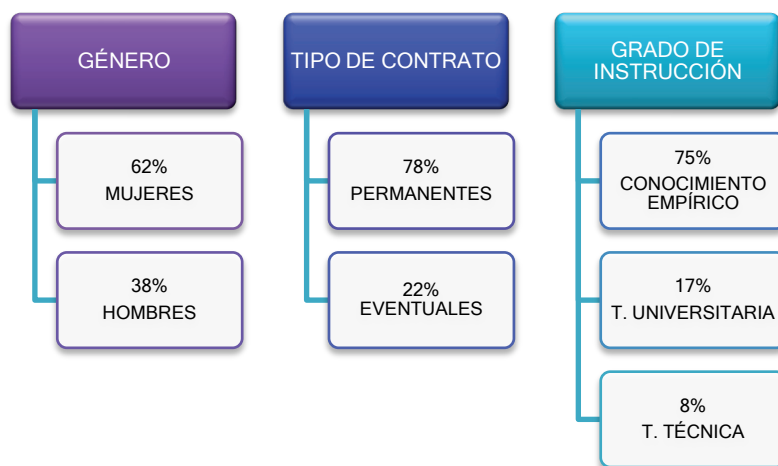 GÉNERO
62%
MUJERES
38%
HOMBRES
TIPO DE CONTRATO
78%
PERMANENTES
22%
EVENTUALES
GRADO DE
INSTRUCCIÓN
75%
CONOCIMIENTO
EMPÍRICO
17%
T. UNIVERSITARIA
8%
T. TÉCNICA